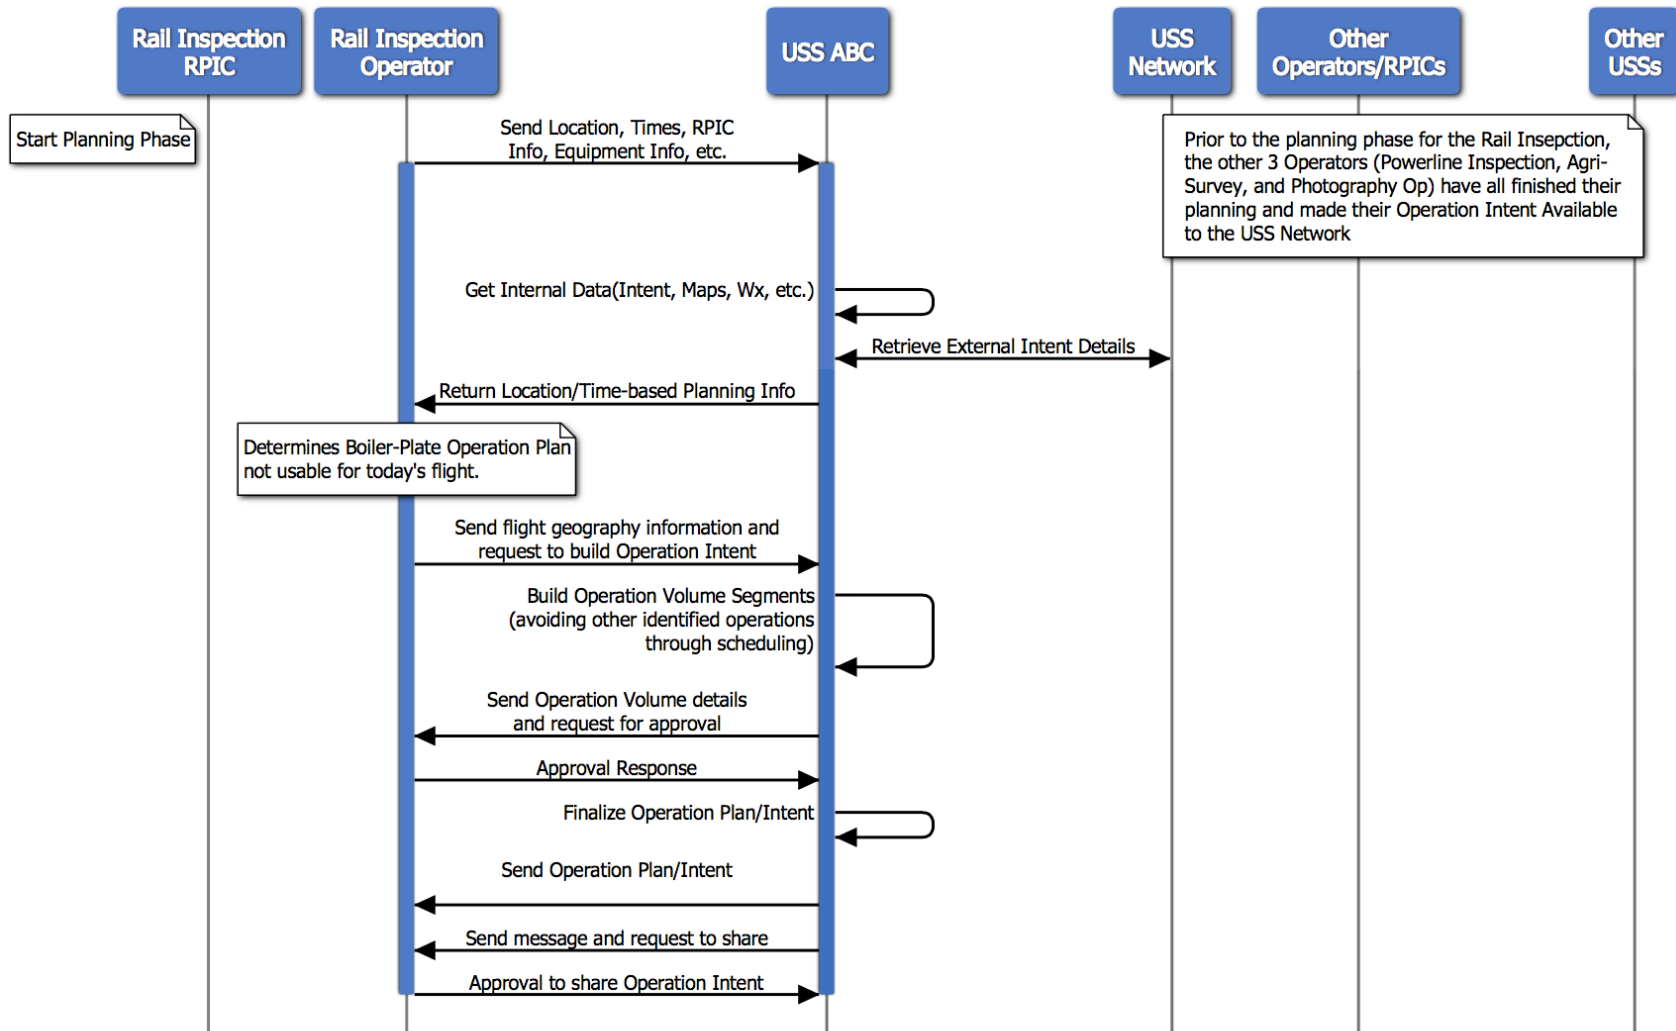 Rail Inspection
RPIC
Rail Inspection
Operator
USS ABC
USS
Network
Other
Operators/RPICs
Other
USSs
Start Planning Phase
Send Location, Times, RPIC
Info, Equipment Info, etc.
Prior to the planning phase for the Rail Insepction,
the other 3 Operators (Powerline Inspection, Agri-
Survey, and Photography Op) have all finished their
planning and made their Operation Intent Available
to the USS Network
Get Internal Data(Intent, Maps, Wx, etc.)
Retrieve External Intent Details
Return Location/Time-based Planning Info
Determines Boiler-Plate Operation Plan
not usable for today's flight.
Send flight geography information and
request to build Operation Intent
Build Operation Volume Segments
(avoiding other identified operations
through scheduling)
Send Operation Volume details
and request for approval
Approval Response
Finalize Operation Plan/Intent
Send Operation Plan/Intent
Send message and request to share
Approval to share Operation Intent